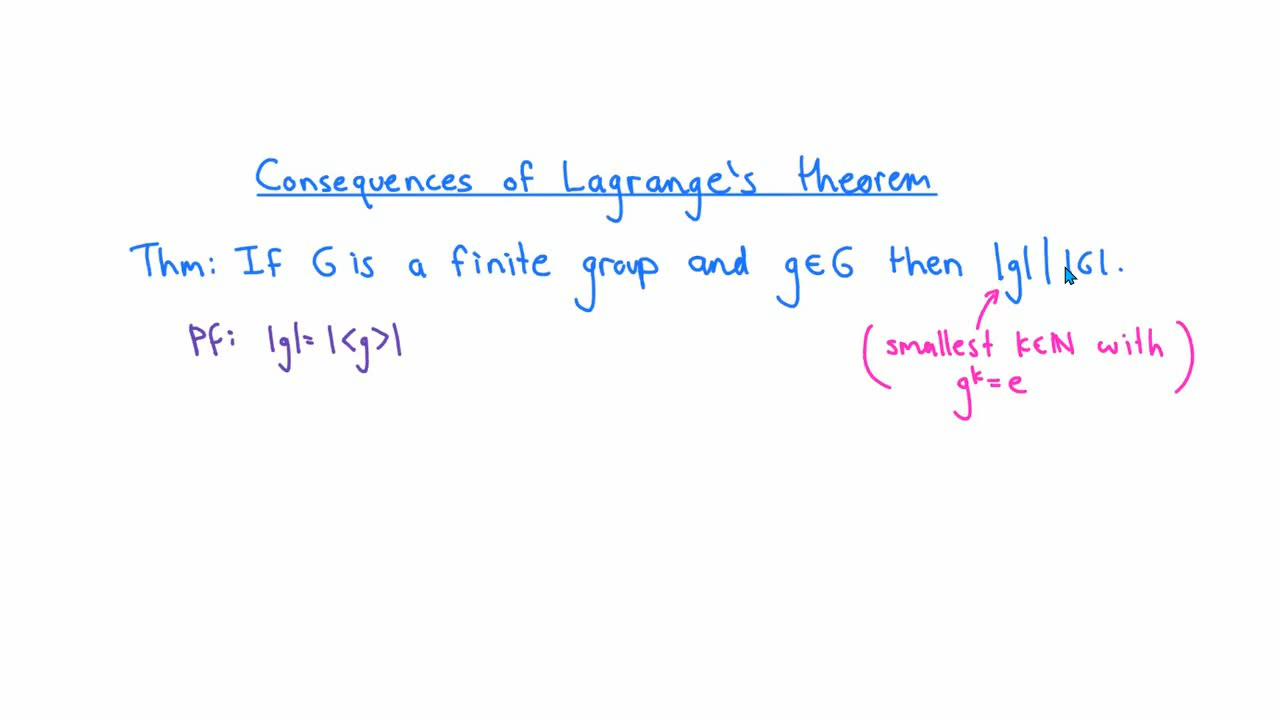 Consequences of Lagrange's theorem
Thm: If G is a finite group and g∈G then |g| | |G|.
Pf: |g|= |<g>|
(smallest k∈ℕ with)
g^k = e